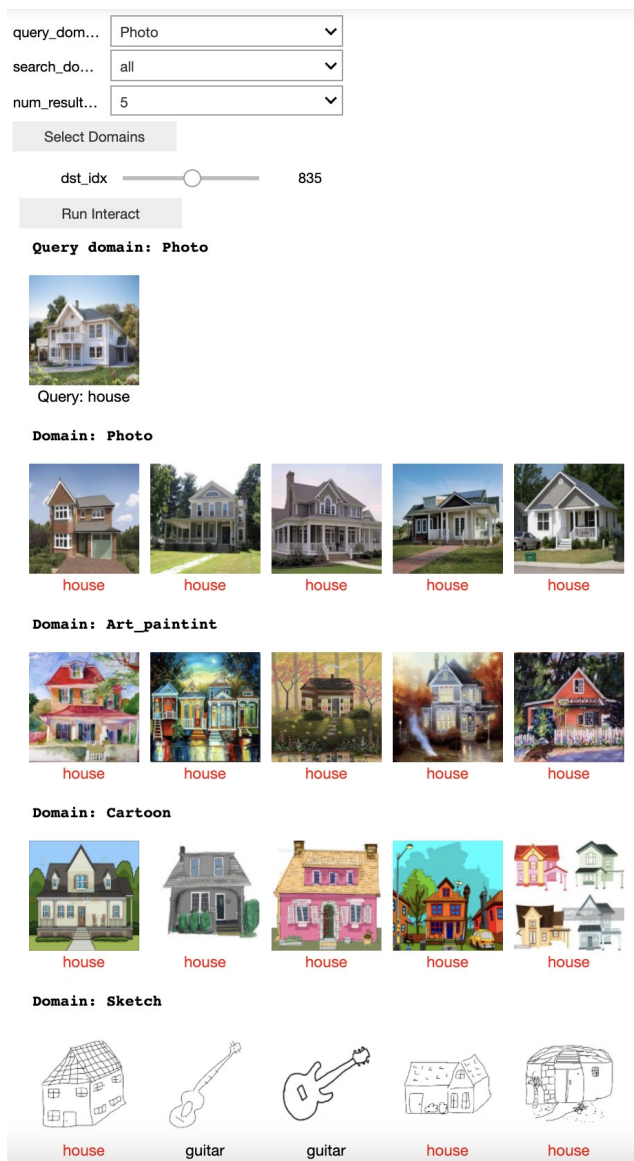 query_dom... Photo
search_do... all
num_result... 5
Select Domains
dst_idx 835
Run Interact
Query domain: Photo
Query: house
Domain: Photo
house house house house house
Domain: Art_paintint
house house house house house
Domain: Cartoon
house house house house house
Domain: Sketch
house guitar guitar house house